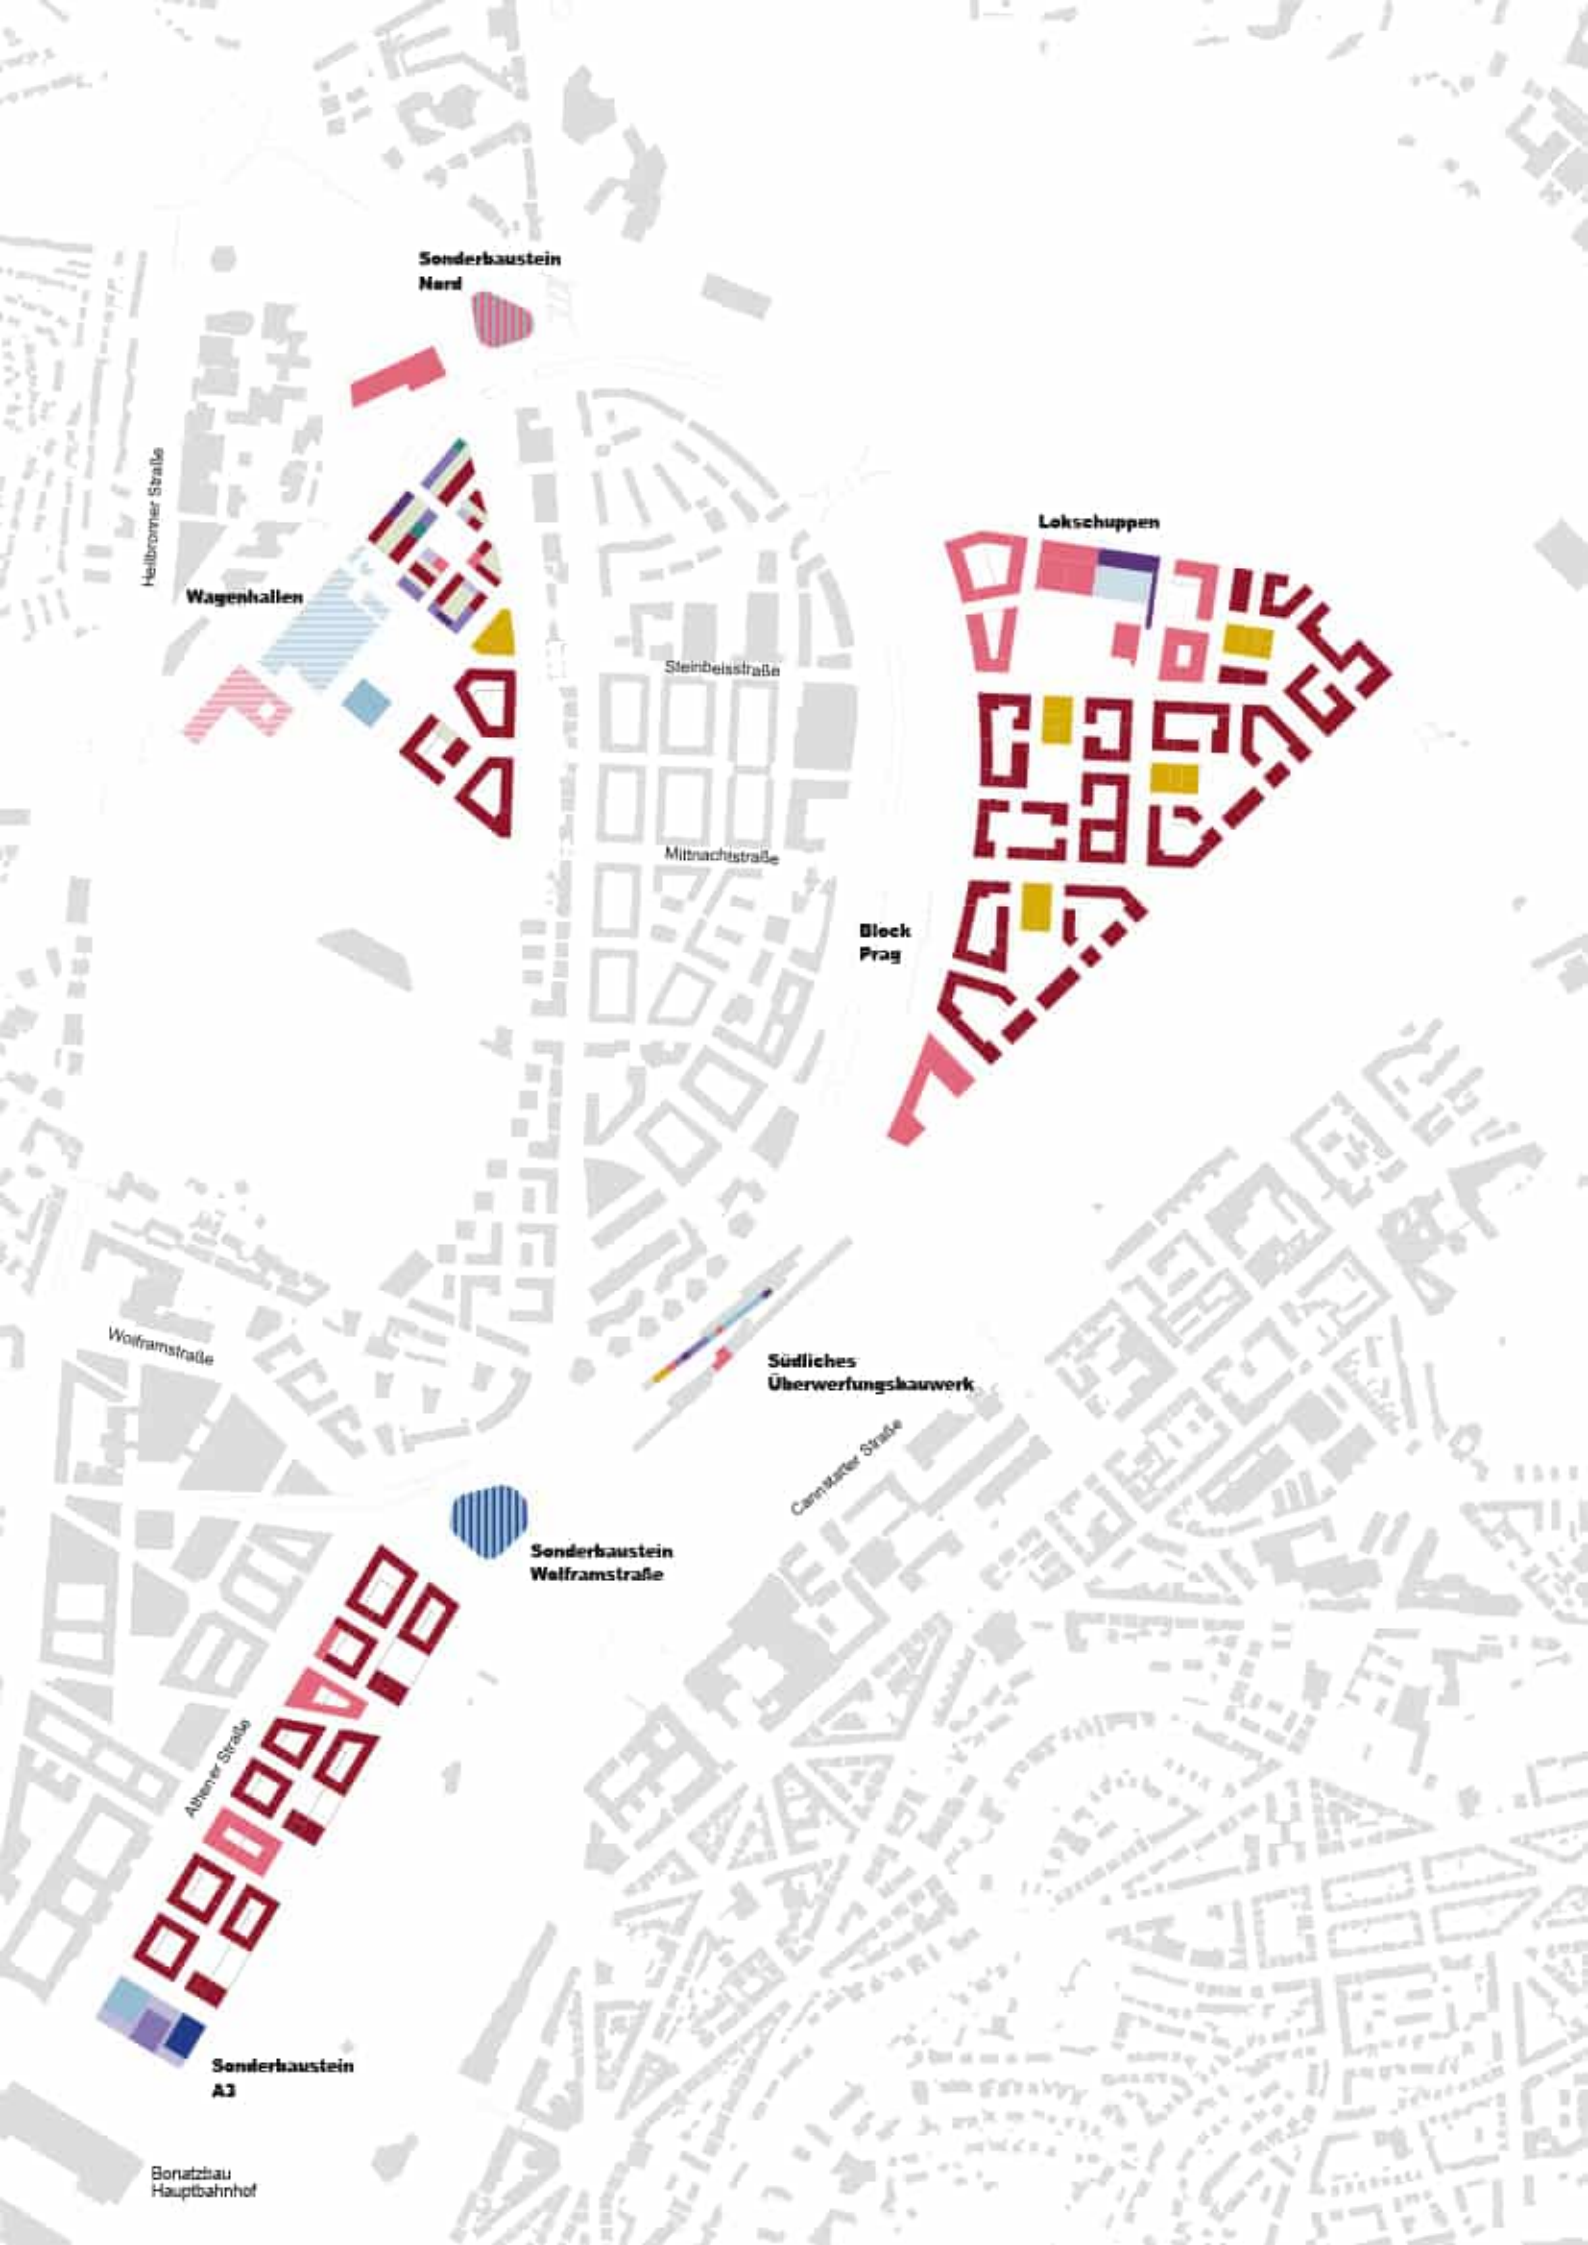 Sonderbaustein
Nord
Heilbronner Straße
Lokschuppen
Wagenhallen
Steinbeisstraße
Mittnachtstraße
Block
Prag
Wolframstraße
Südliches
Überwerfungsbauwerk
Cannstatter Straße
Sonderbaustein
Wolframstraße
Athener Straße
Sonderbaustein
A3
Bonatzbau
Hauptbahnhof